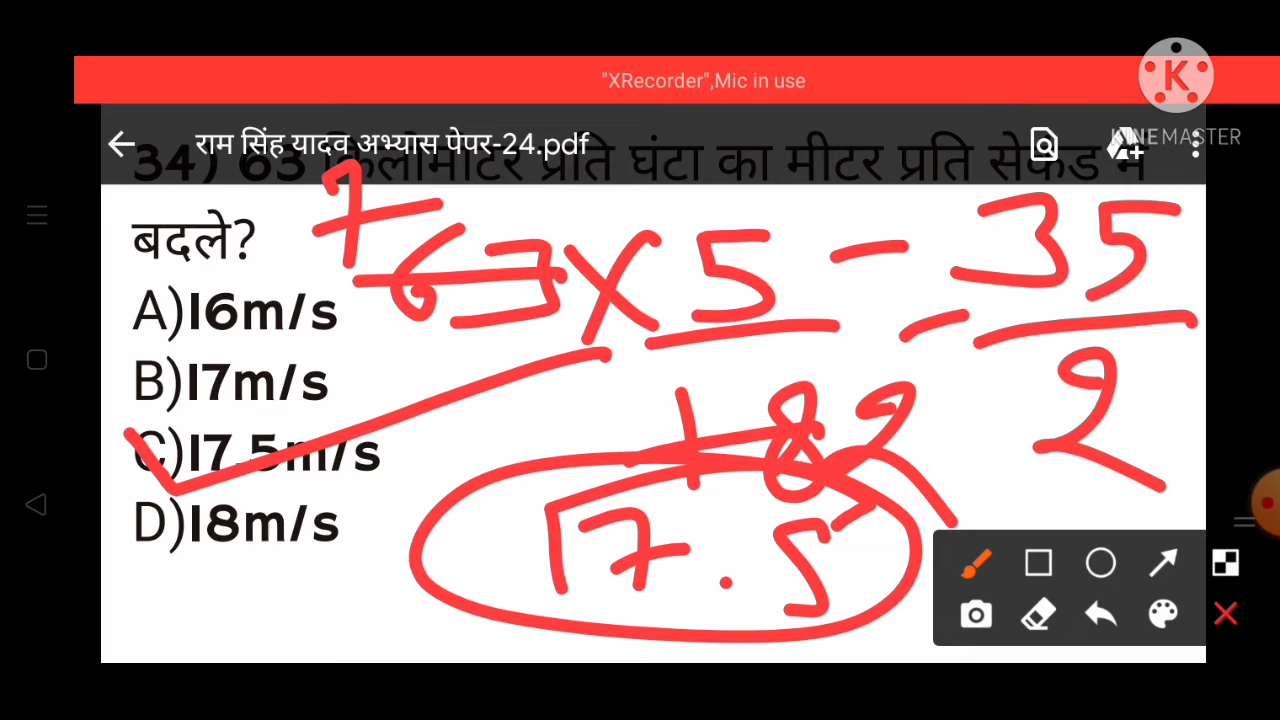 "XRecorder",Mic in use
K
KINEMASTER
राम सिंह यादव अभ्यास पेपर-24.pdf
34) 63 किलोमीटर प्रति घंटा का मीटर प्रति सेकंड में
बदले?
A)16m/s
B)17m/s
C)17.5m/s
D)18m/s
7
63 × 5 = 35
18 2 2
17.5